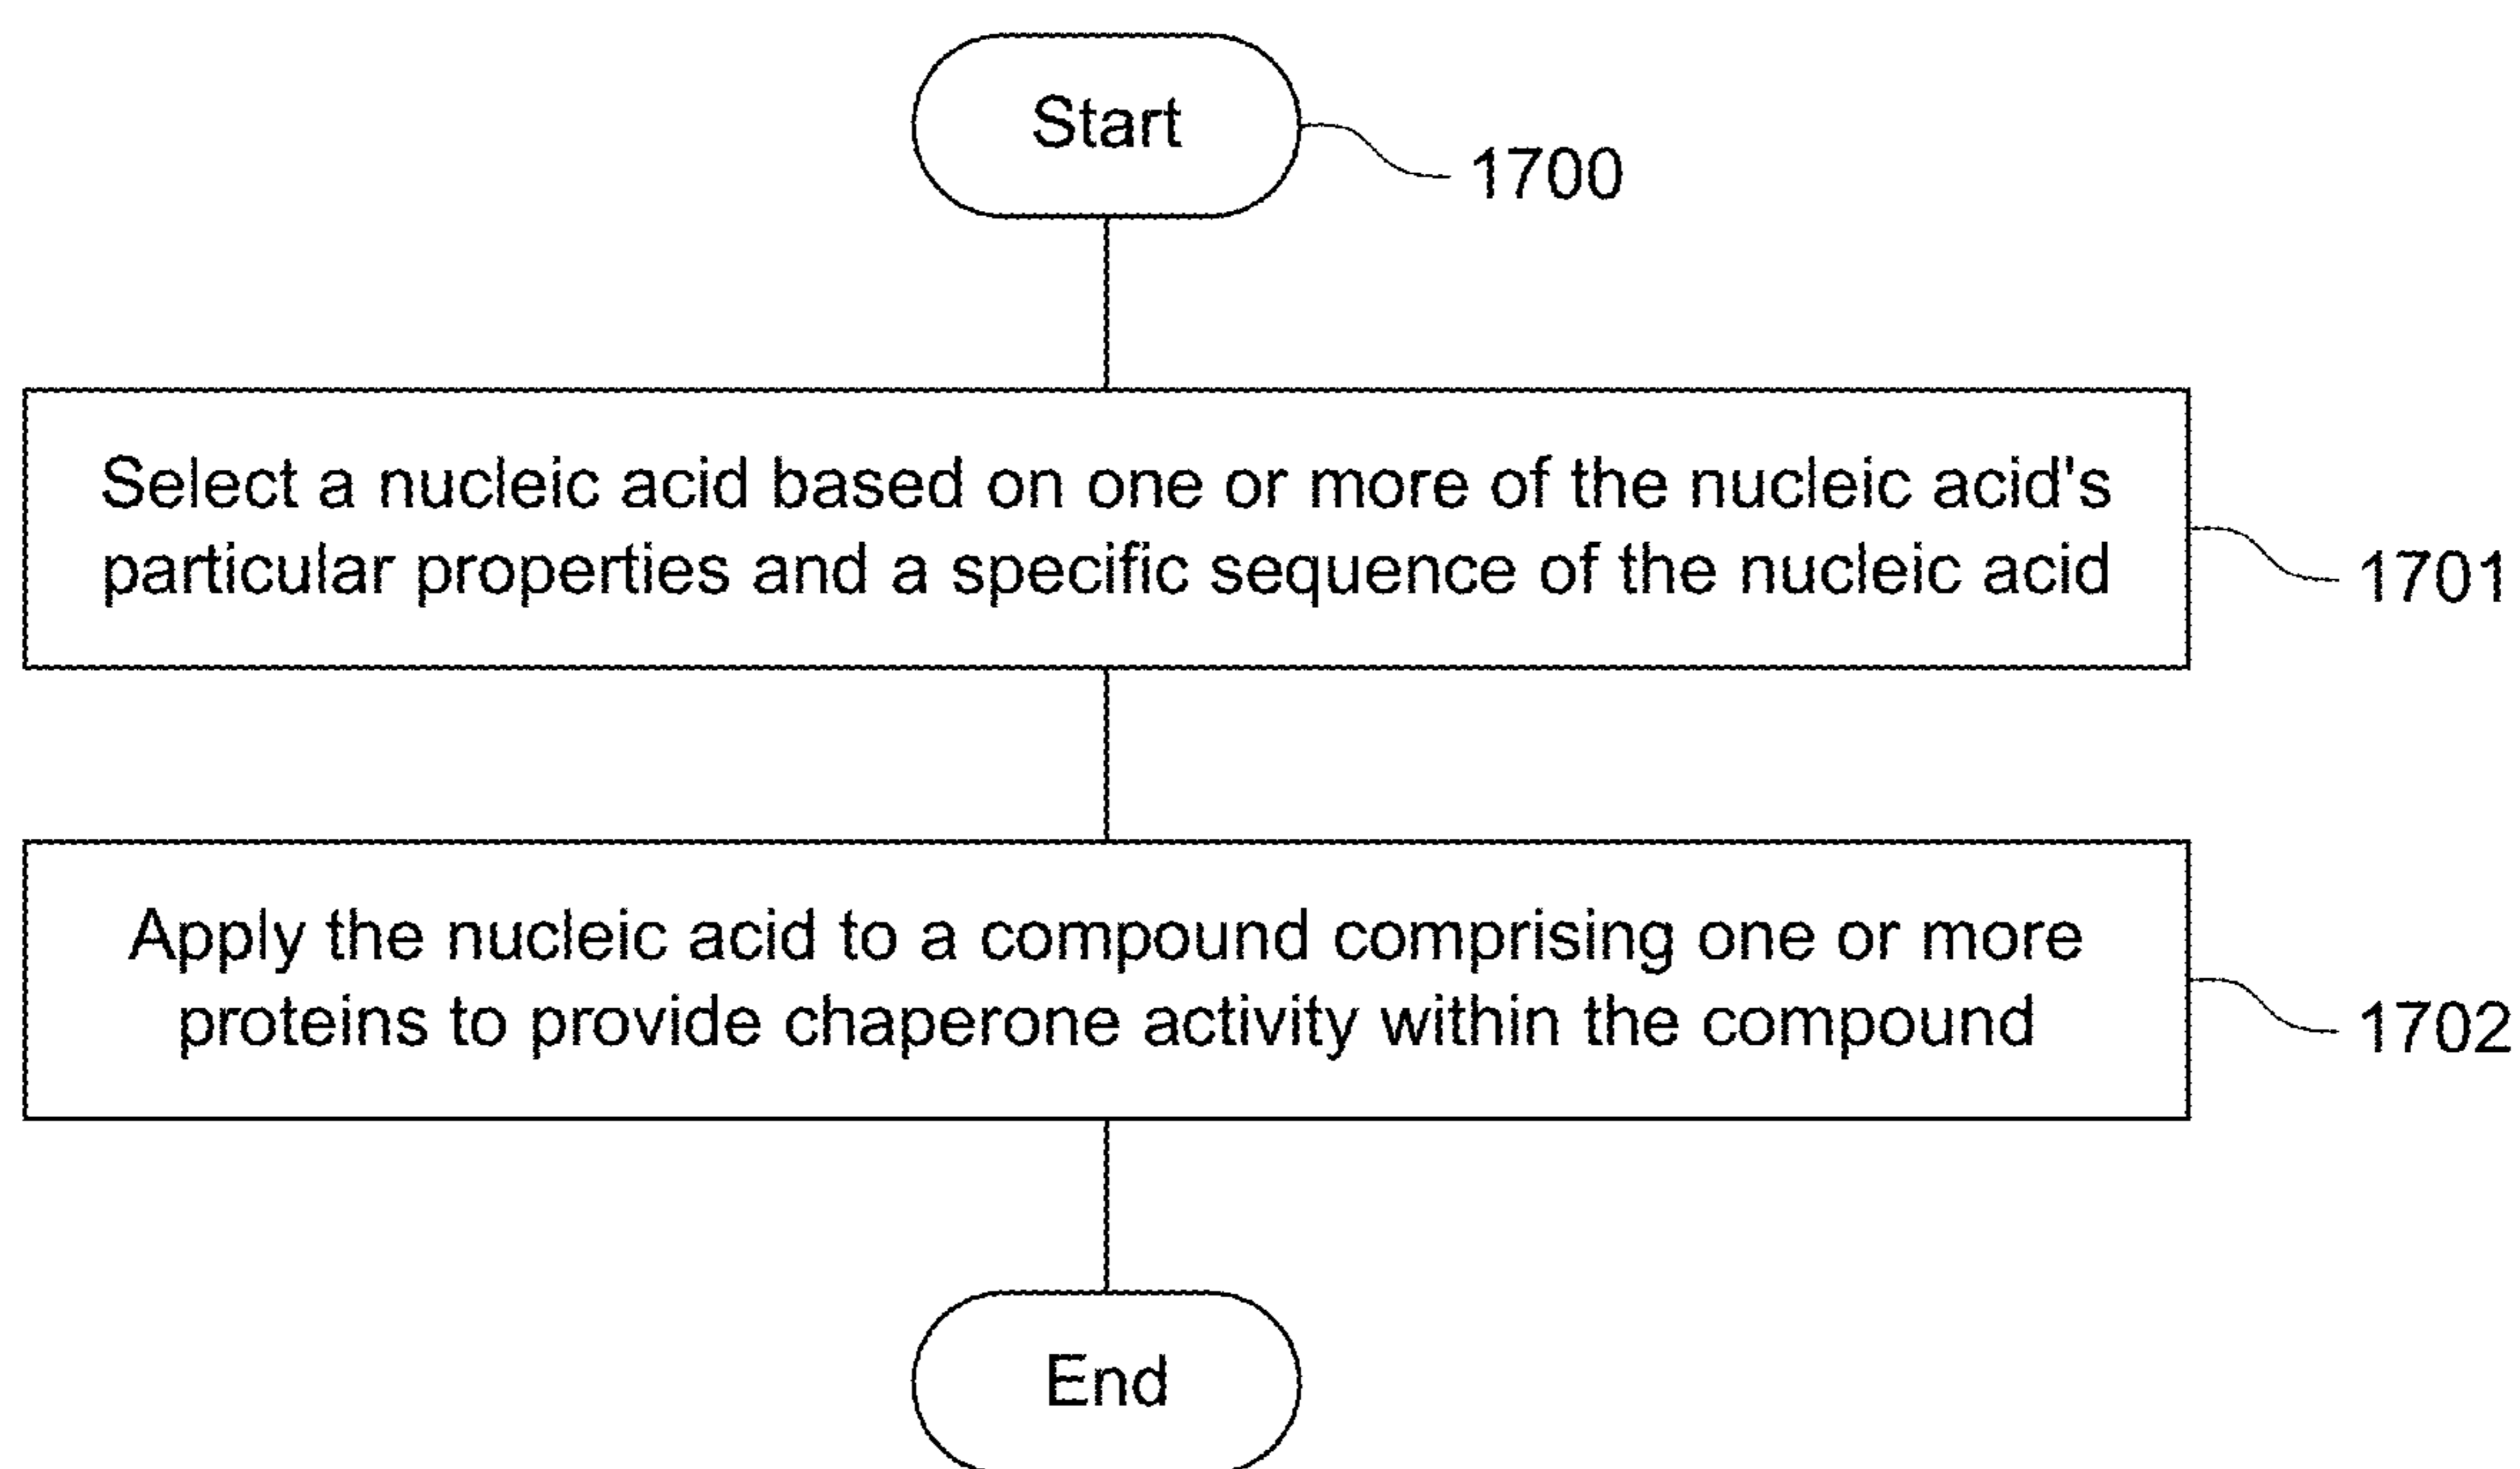 Start
1700
Select a nucleic acid based on one or more of the nucleic acid's
particular properties and a specific sequence of the nucleic acid
1701
Apply the nucleic acid to a compound comprising one or more
proteins to provide chaperone activity within the compound
1702
End